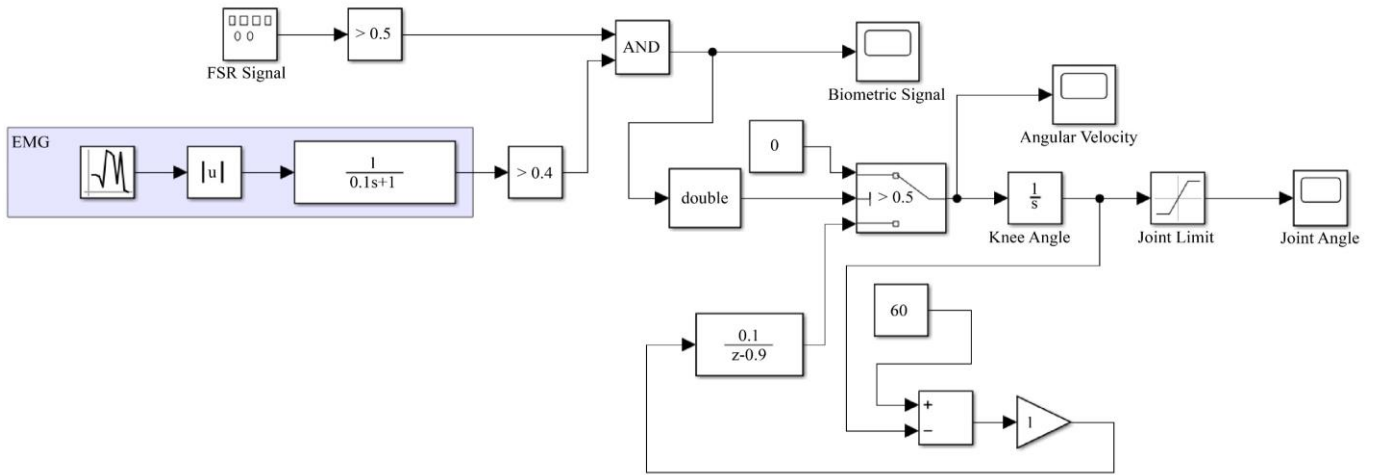 FSR Signal
> 0.5
AND
Biometric Signal
Angular Velocity
EMG
|u|
1
0.1s+1
> 0.4
0
double
> 0.5
1
s
Knee Angle
Joint Limit
Joint Angle
60
0.1
z-0.9
+
−
1